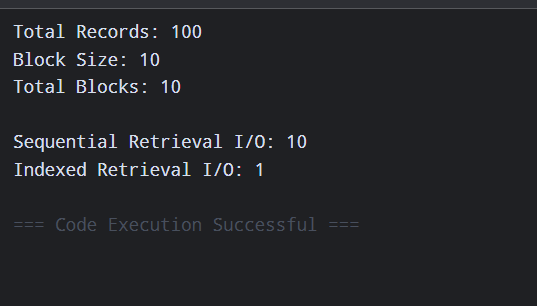 Total Records: 100
Block Size: 10
Total Blocks: 10
Sequential Retrieval I/O: 10
Indexed Retrieval I/O: 1
=== Code Execution Successful ===